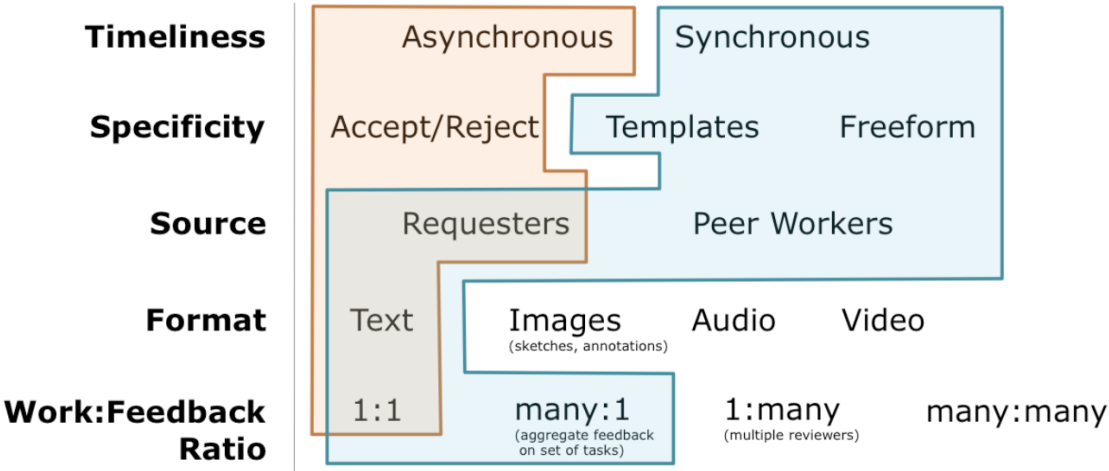 Timeliness Asynchronous Synchronous
Specificity Accept/Reject Templates Freeform
Source Requesters Peer Workers
Format Text Images Audio Video
(sketches, annotations)
Work:Feedback 1:1 many:1 1:many many:many
Ratio (aggregate feedback (multiple reviewers)
on set of tasks)